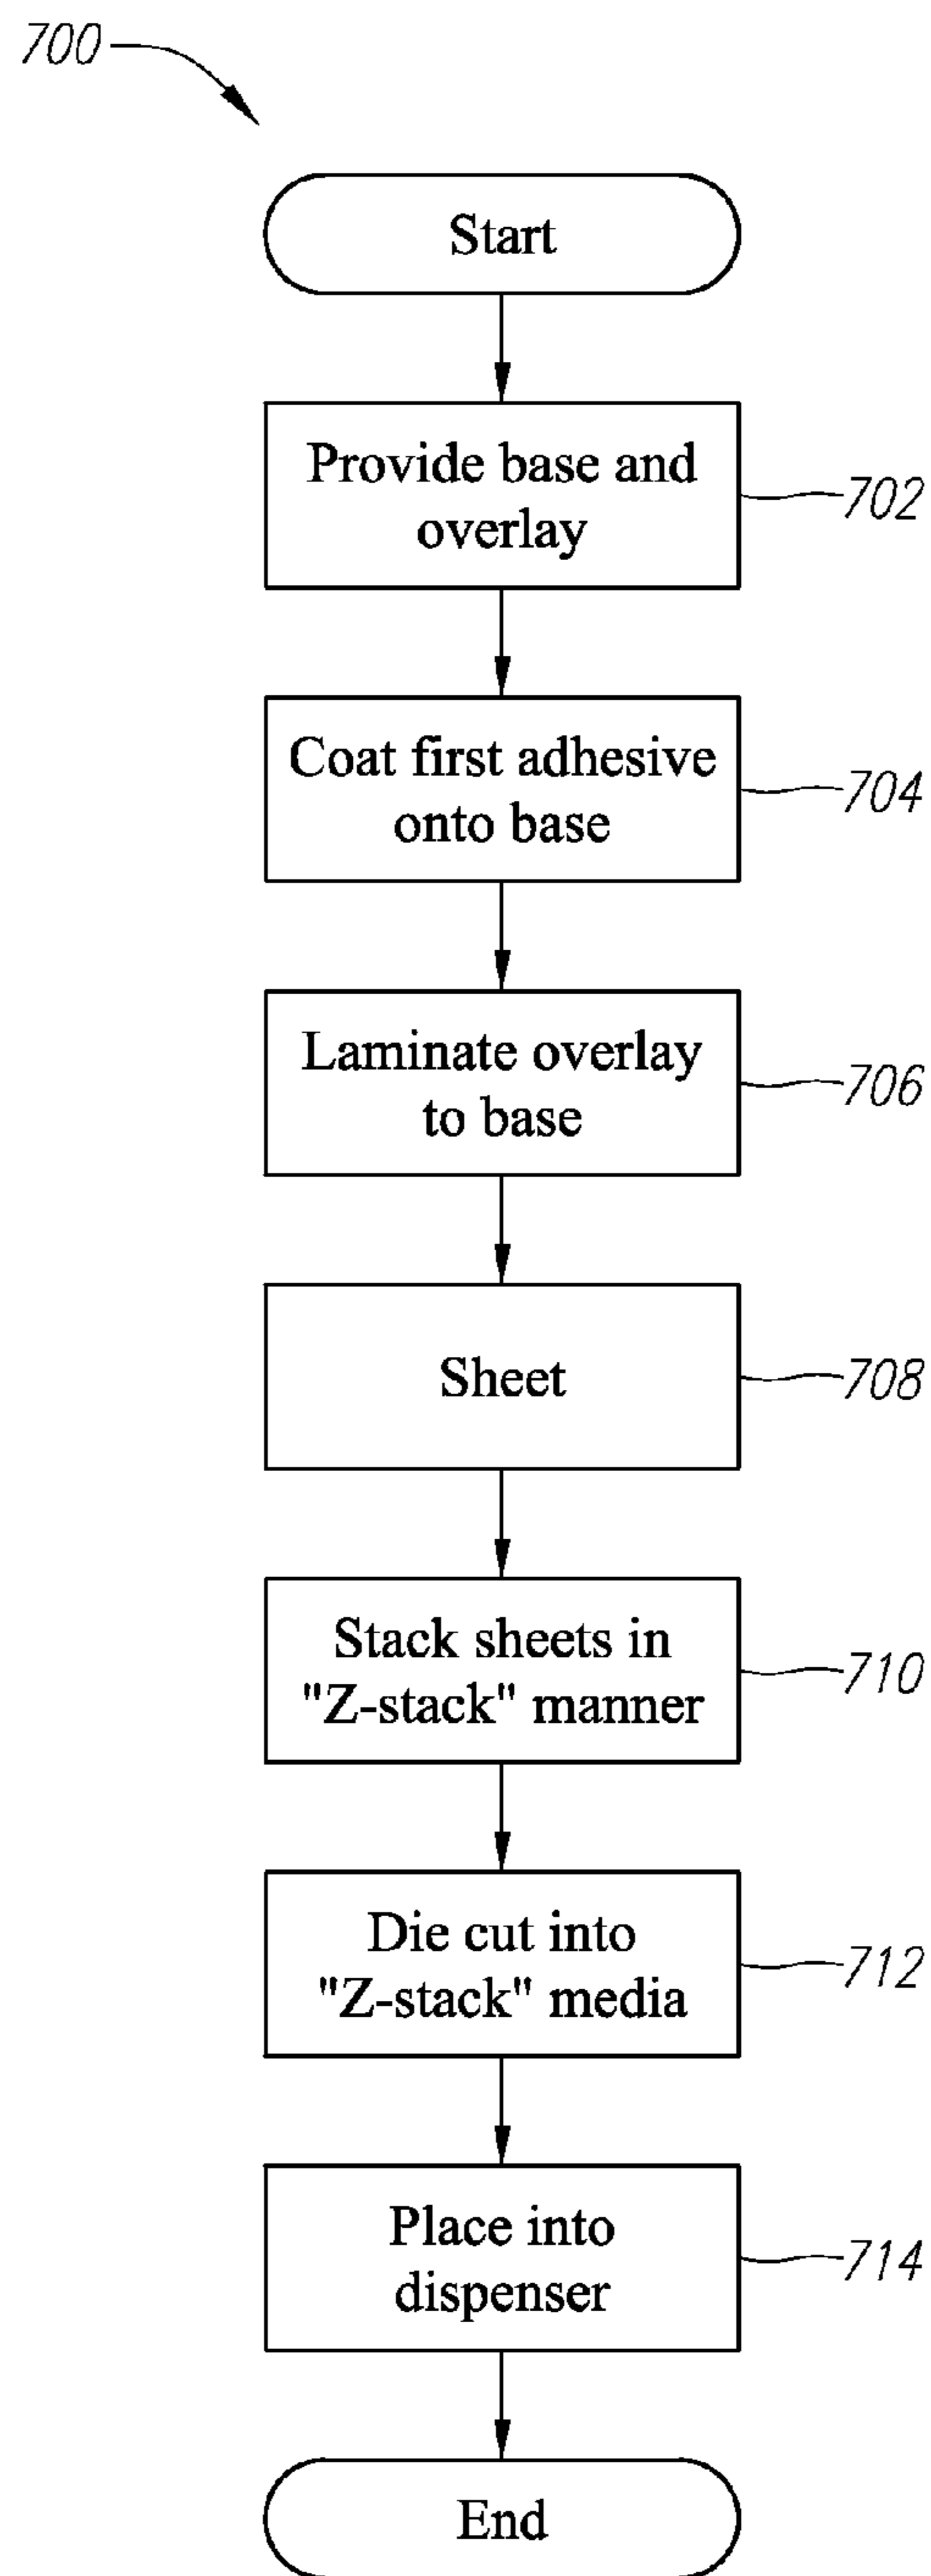 700
Start
Provide base and
overlay
702
Coat first adhesive
onto base
704
Laminate overlay
to base
706
Sheet
708
Stack sheets in
"Z-stack" manner
710
Die cut into
"Z-stack" media
712
Place into
dispenser
714
End